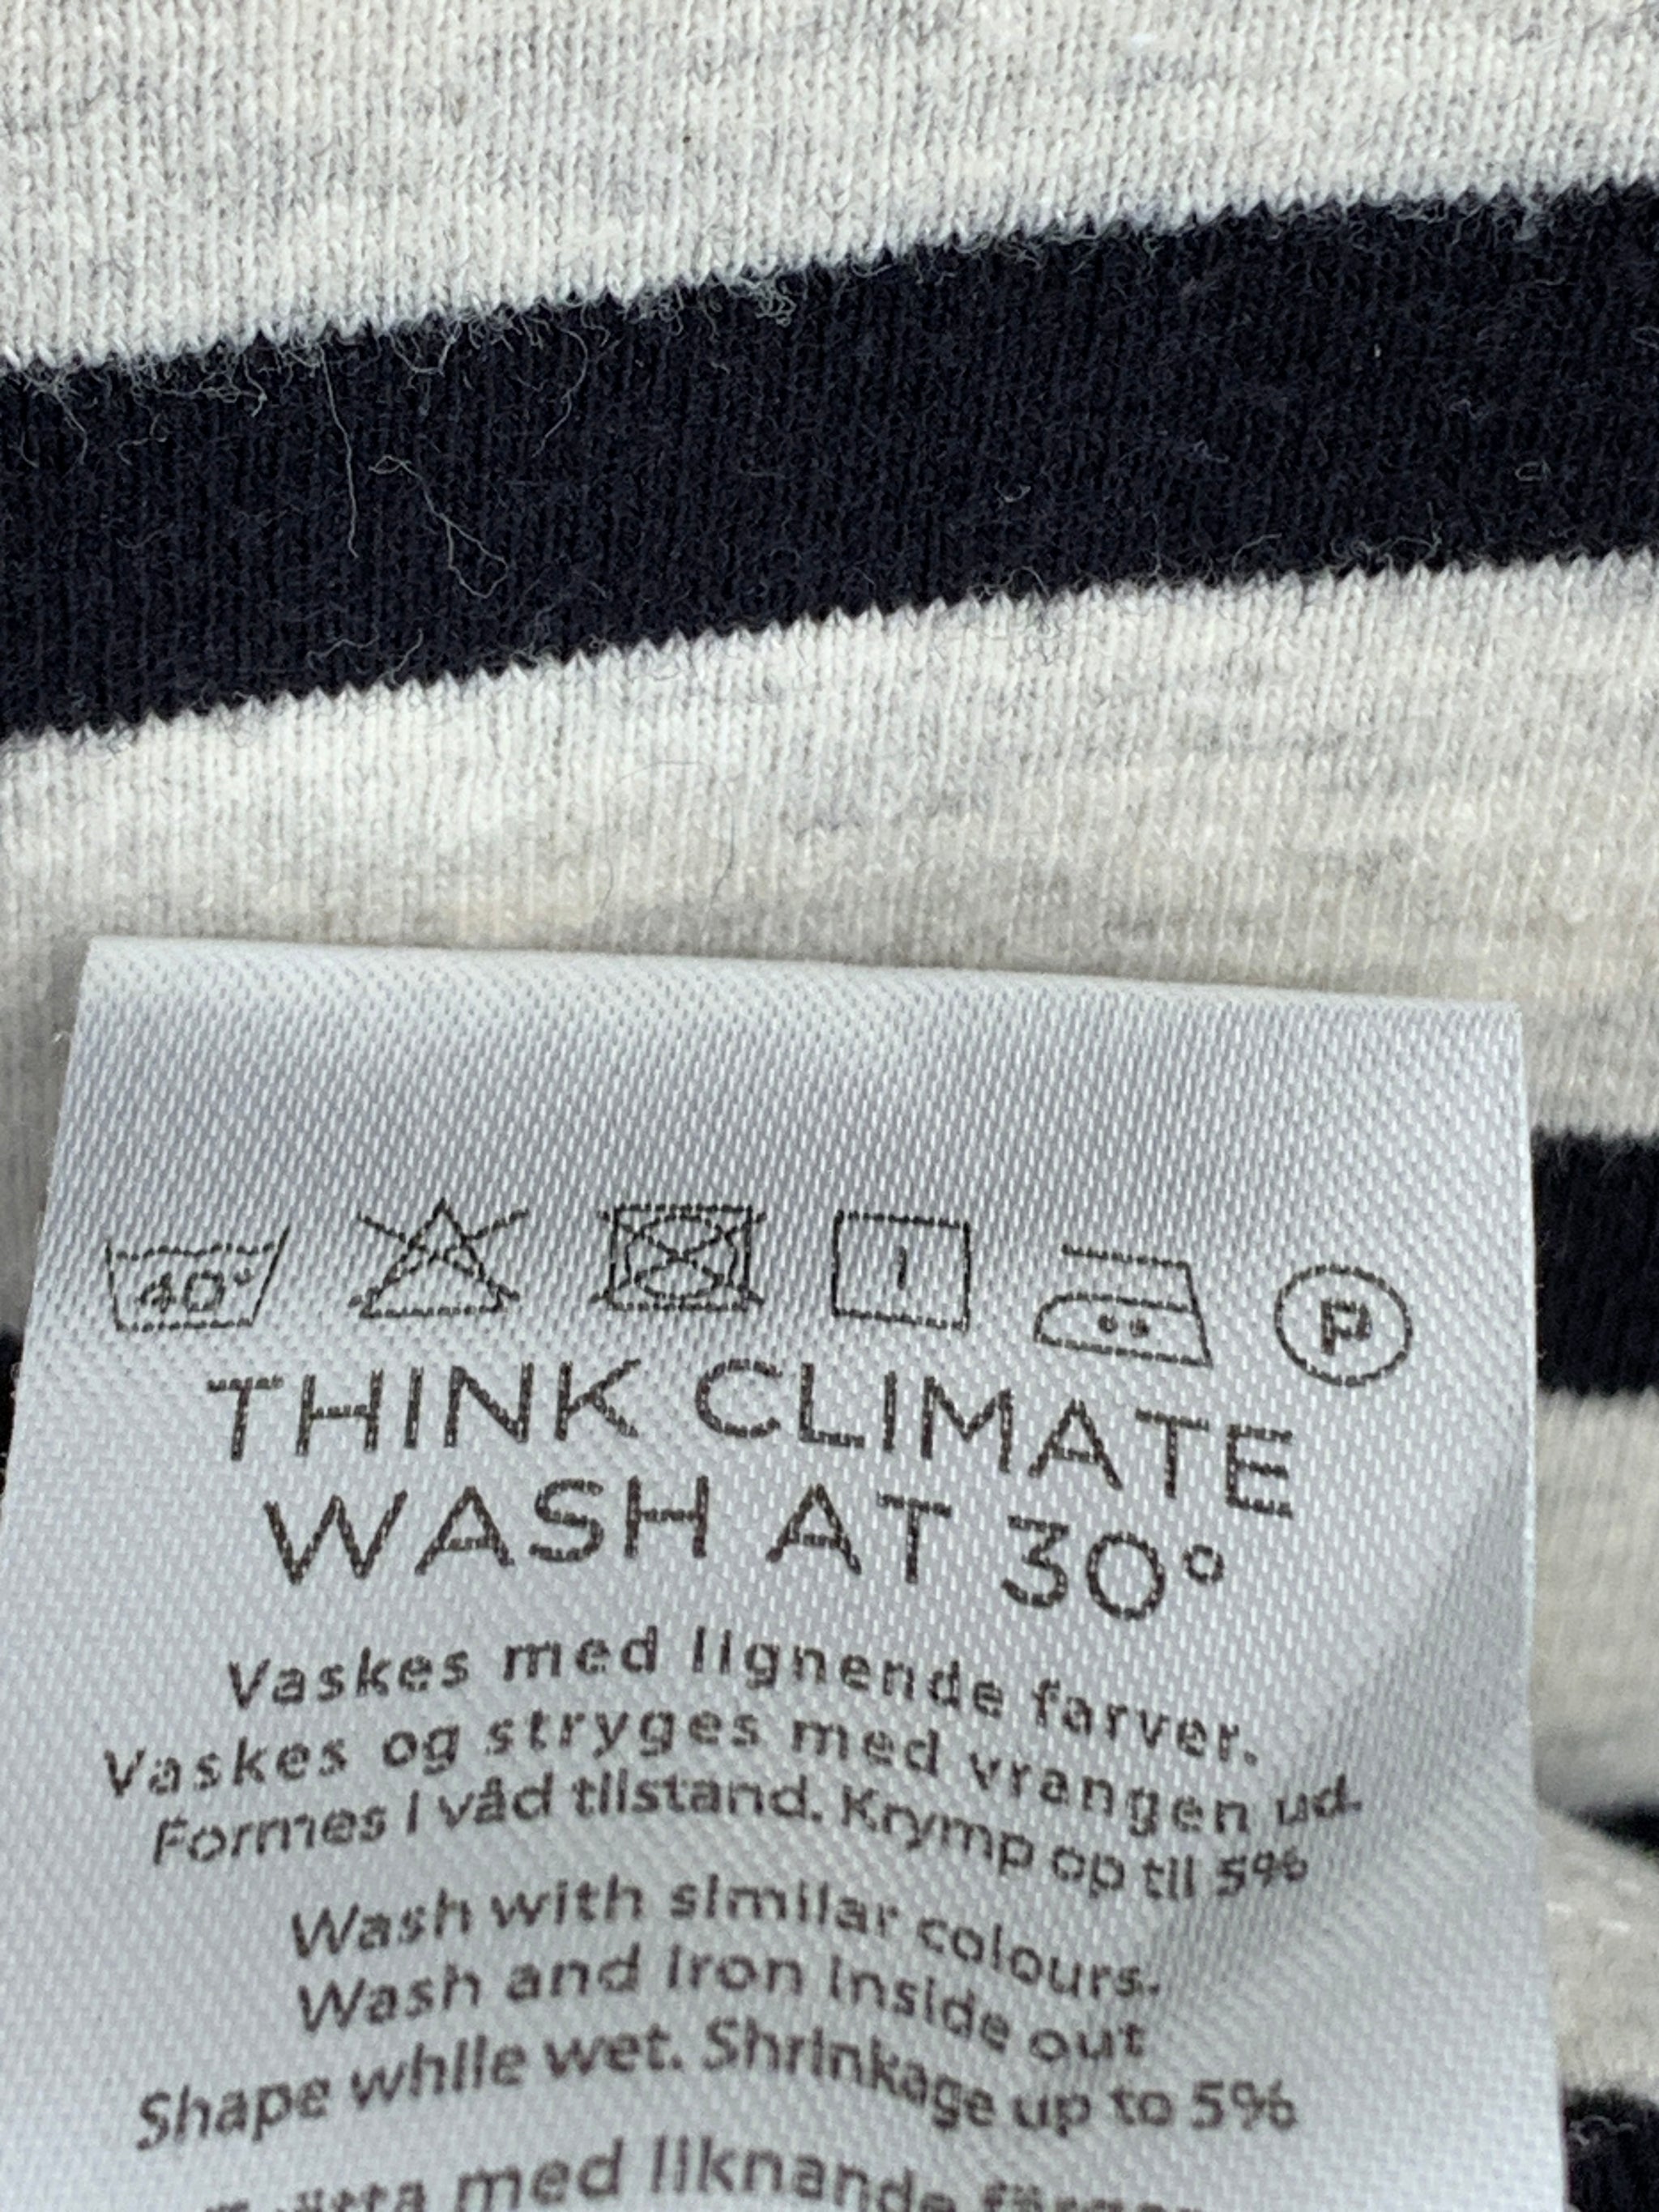 40°
P
THINK CLIMATE
WASH AT 30°
Vaskes med lignende farver.
Vaskes og stryges med vrangen ud.
Formes i våd tilstand. Krymp op til 5%
Wash with similar colours.
Wash and iron inside out
Shape while wet. Shrinkage up to 5%
med liknande